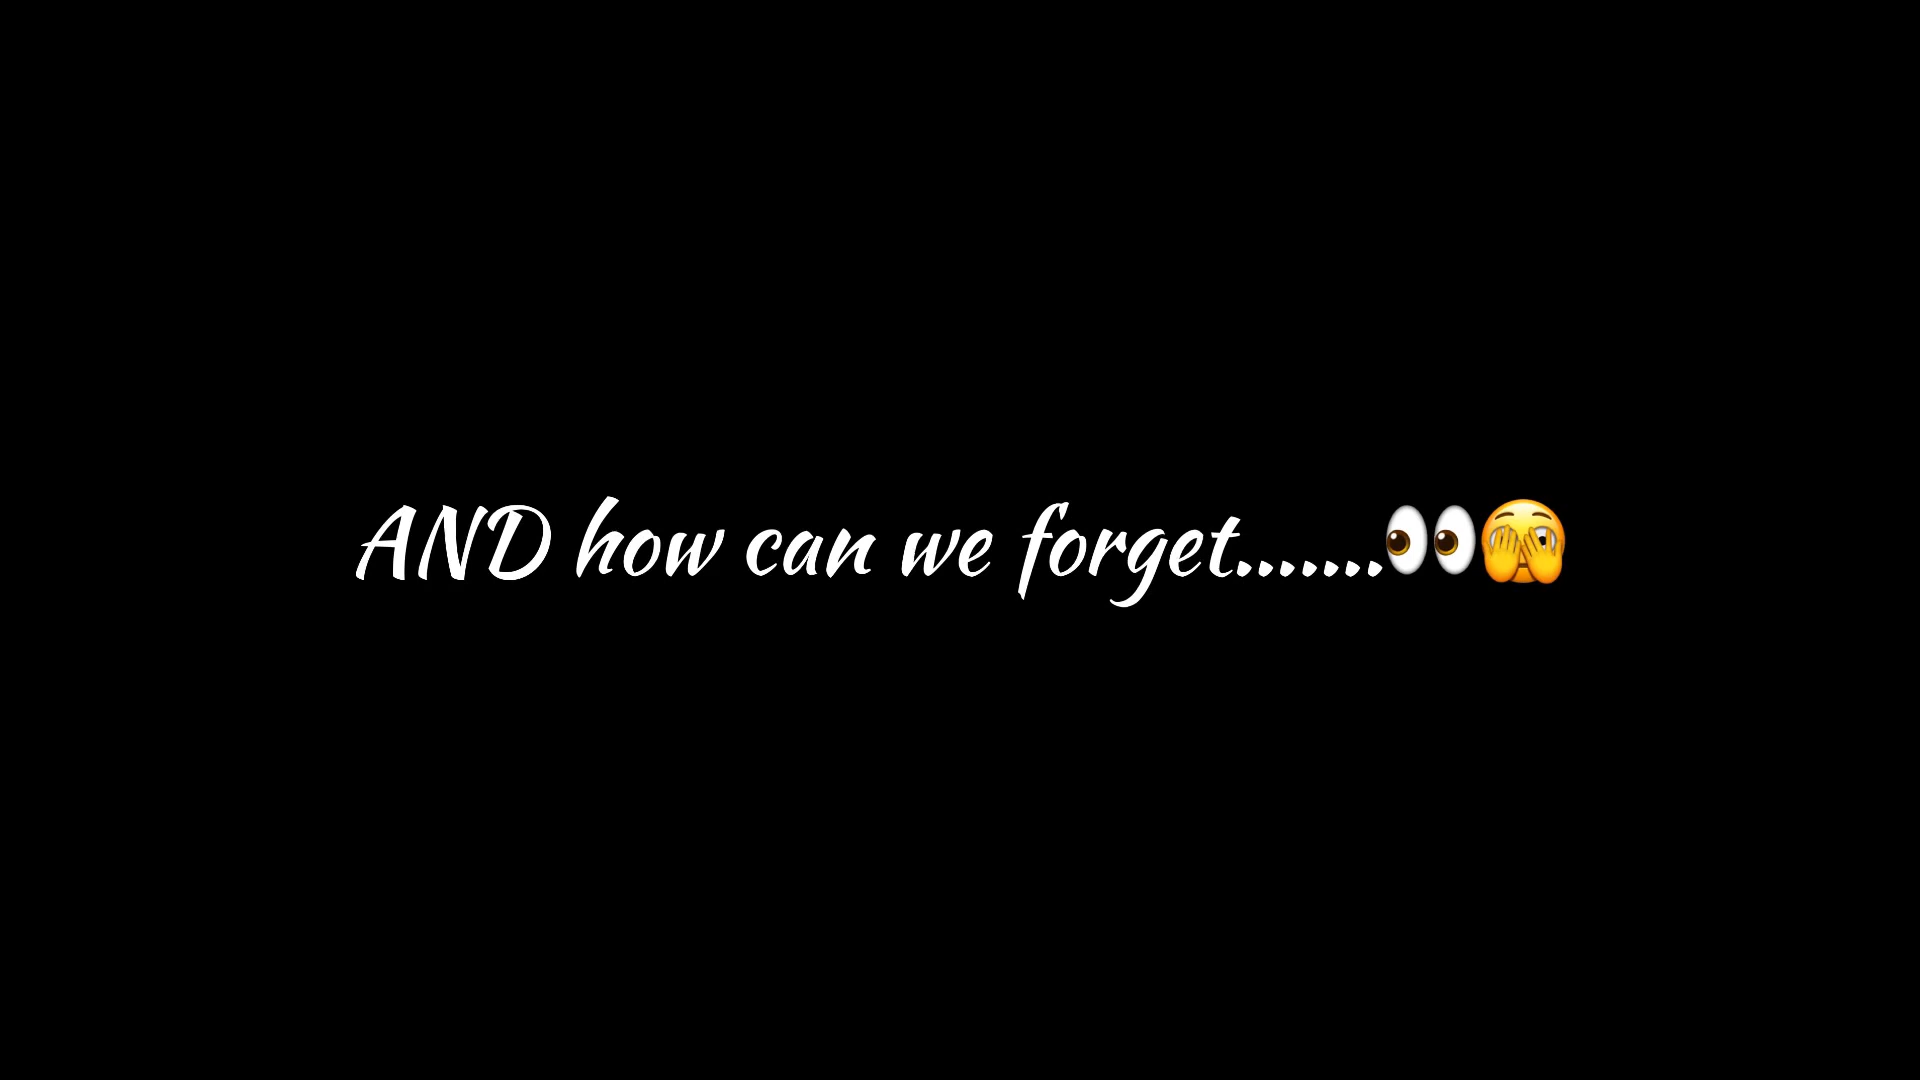 AND how can we forget.......👀🫣